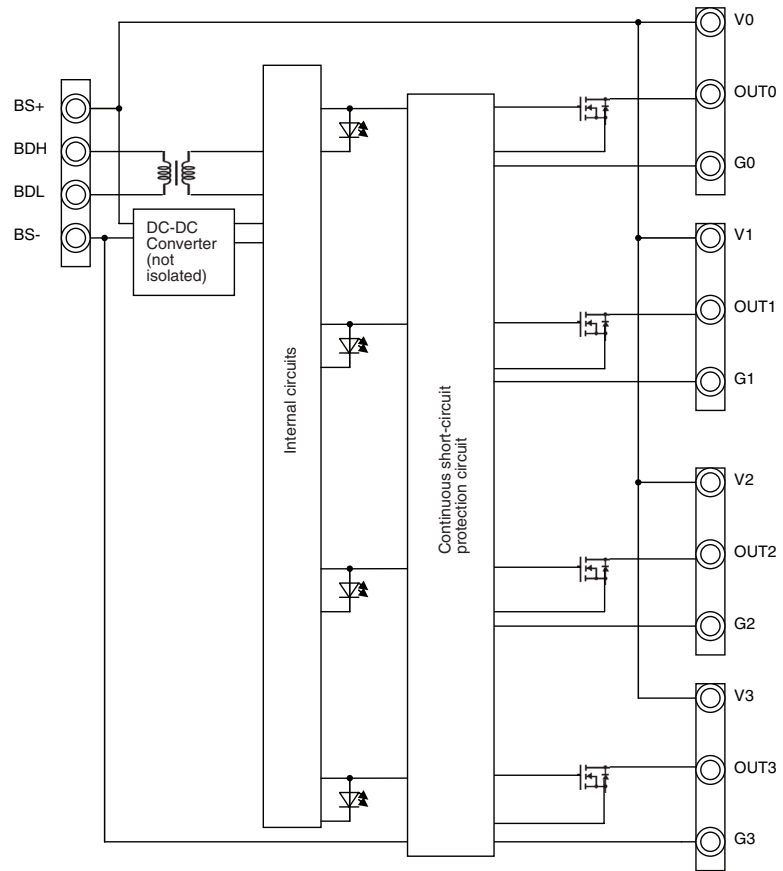 BS+
BDH
BDL
BS-
DC-DC
Converter
(not
isolated)
Internal circuits
Continuous short-circuit
protection circuit
V0
OUT0
G0
V1
OUT1
G1
V2
OUT2
G2
V3
OUT3
G3